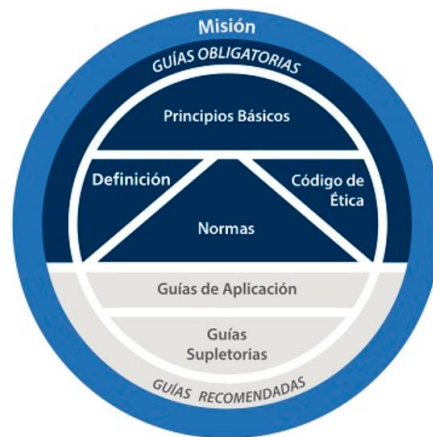 Misión
GUÍAS OBLIGATORIAS
Principios Básicos
Definición
Código de
Ética
Normas
Guías de Aplicación
Guías
Supletorias
GUÍAS RECOMENDADAS